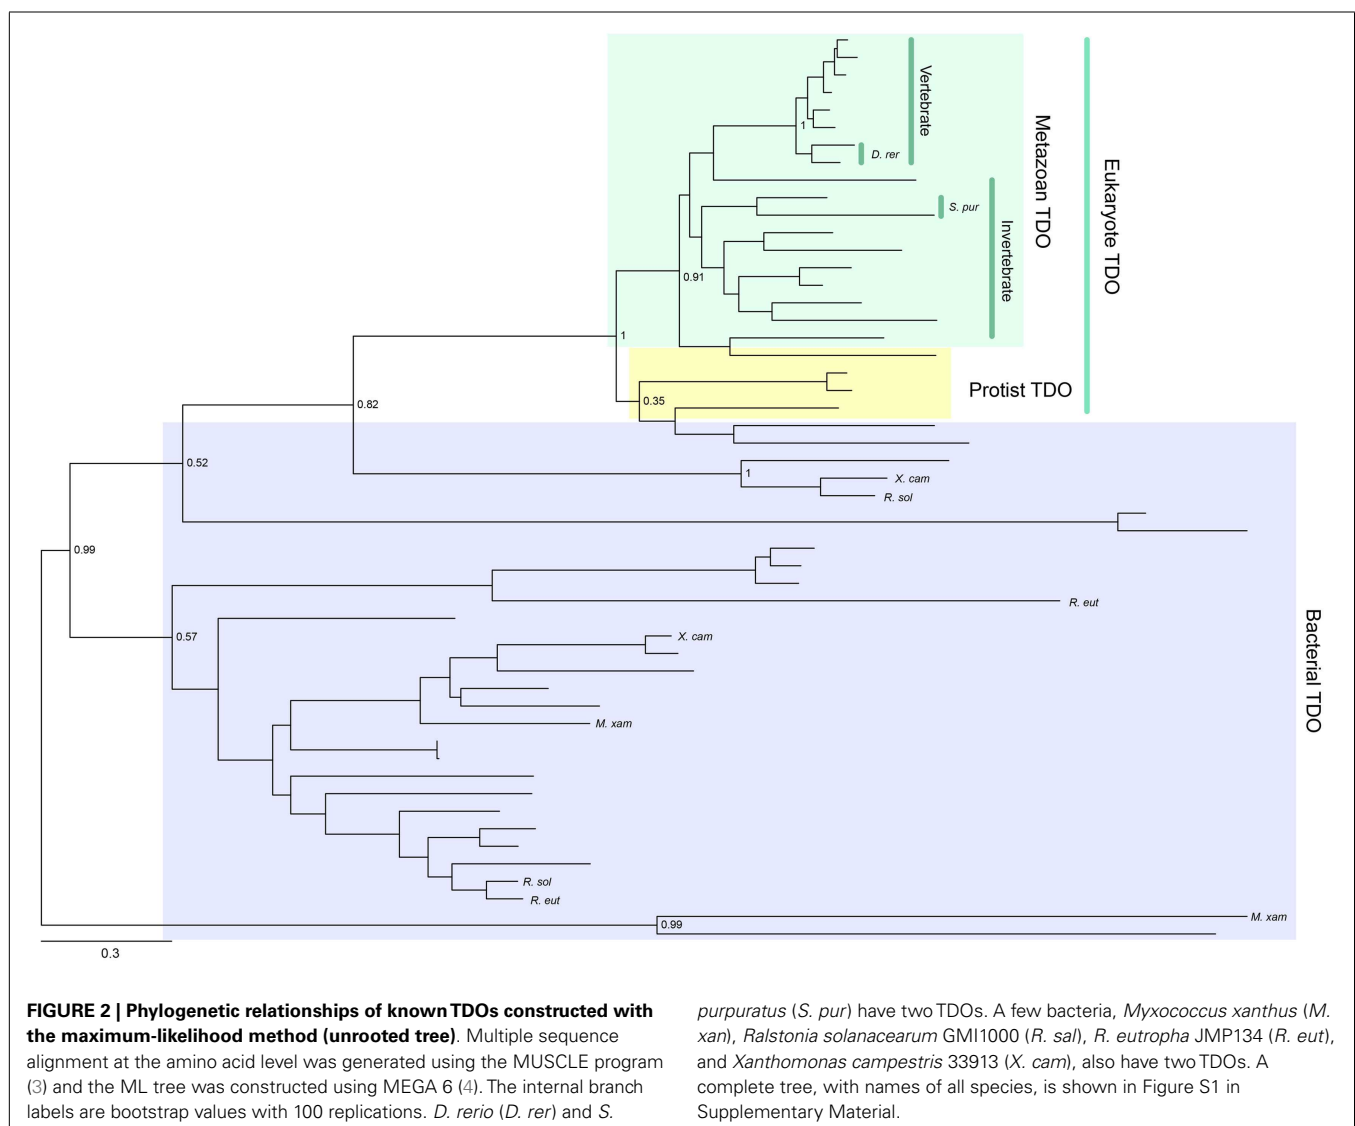 Vertebrate
1
D. rer
Metazoan TDO
Eukaryote TDO
S. pur
Invertebrate
0.91
1
Protist TDO
0.35
0.82
0.52
1
X. cam
R. sol
0.99
R. eut
0.57
X. cam
Bacterial TDO
M. xam
R. sol
R. eut
M. xam
0.99
0.3
FIGURE 2 | Phylogenetic relationships of known TDOs constructed with
the maximum-likelihood method (unrooted tree). Multiple sequence
alignment at the amino acid level was generated using the MUSCLE program
(3) and the ML tree was constructed using MEGA 6 (4). The internal branch
labels are bootstrap values with 100 replications. D. rerio (D. rer) and S.
purpuratus (S. pur) have two TDOs. A few bacteria, Myxococcus xanthus (M.
xan), Ralstonia solanacearum GMI1000 (R. sal), R. eutropha JMP134 (R. eut),
and Xanthomonas campestris 33913 (X. cam), also have two TDOs. A
complete tree, with names of all species, is shown in Figure S1 in
Supplementary Material.